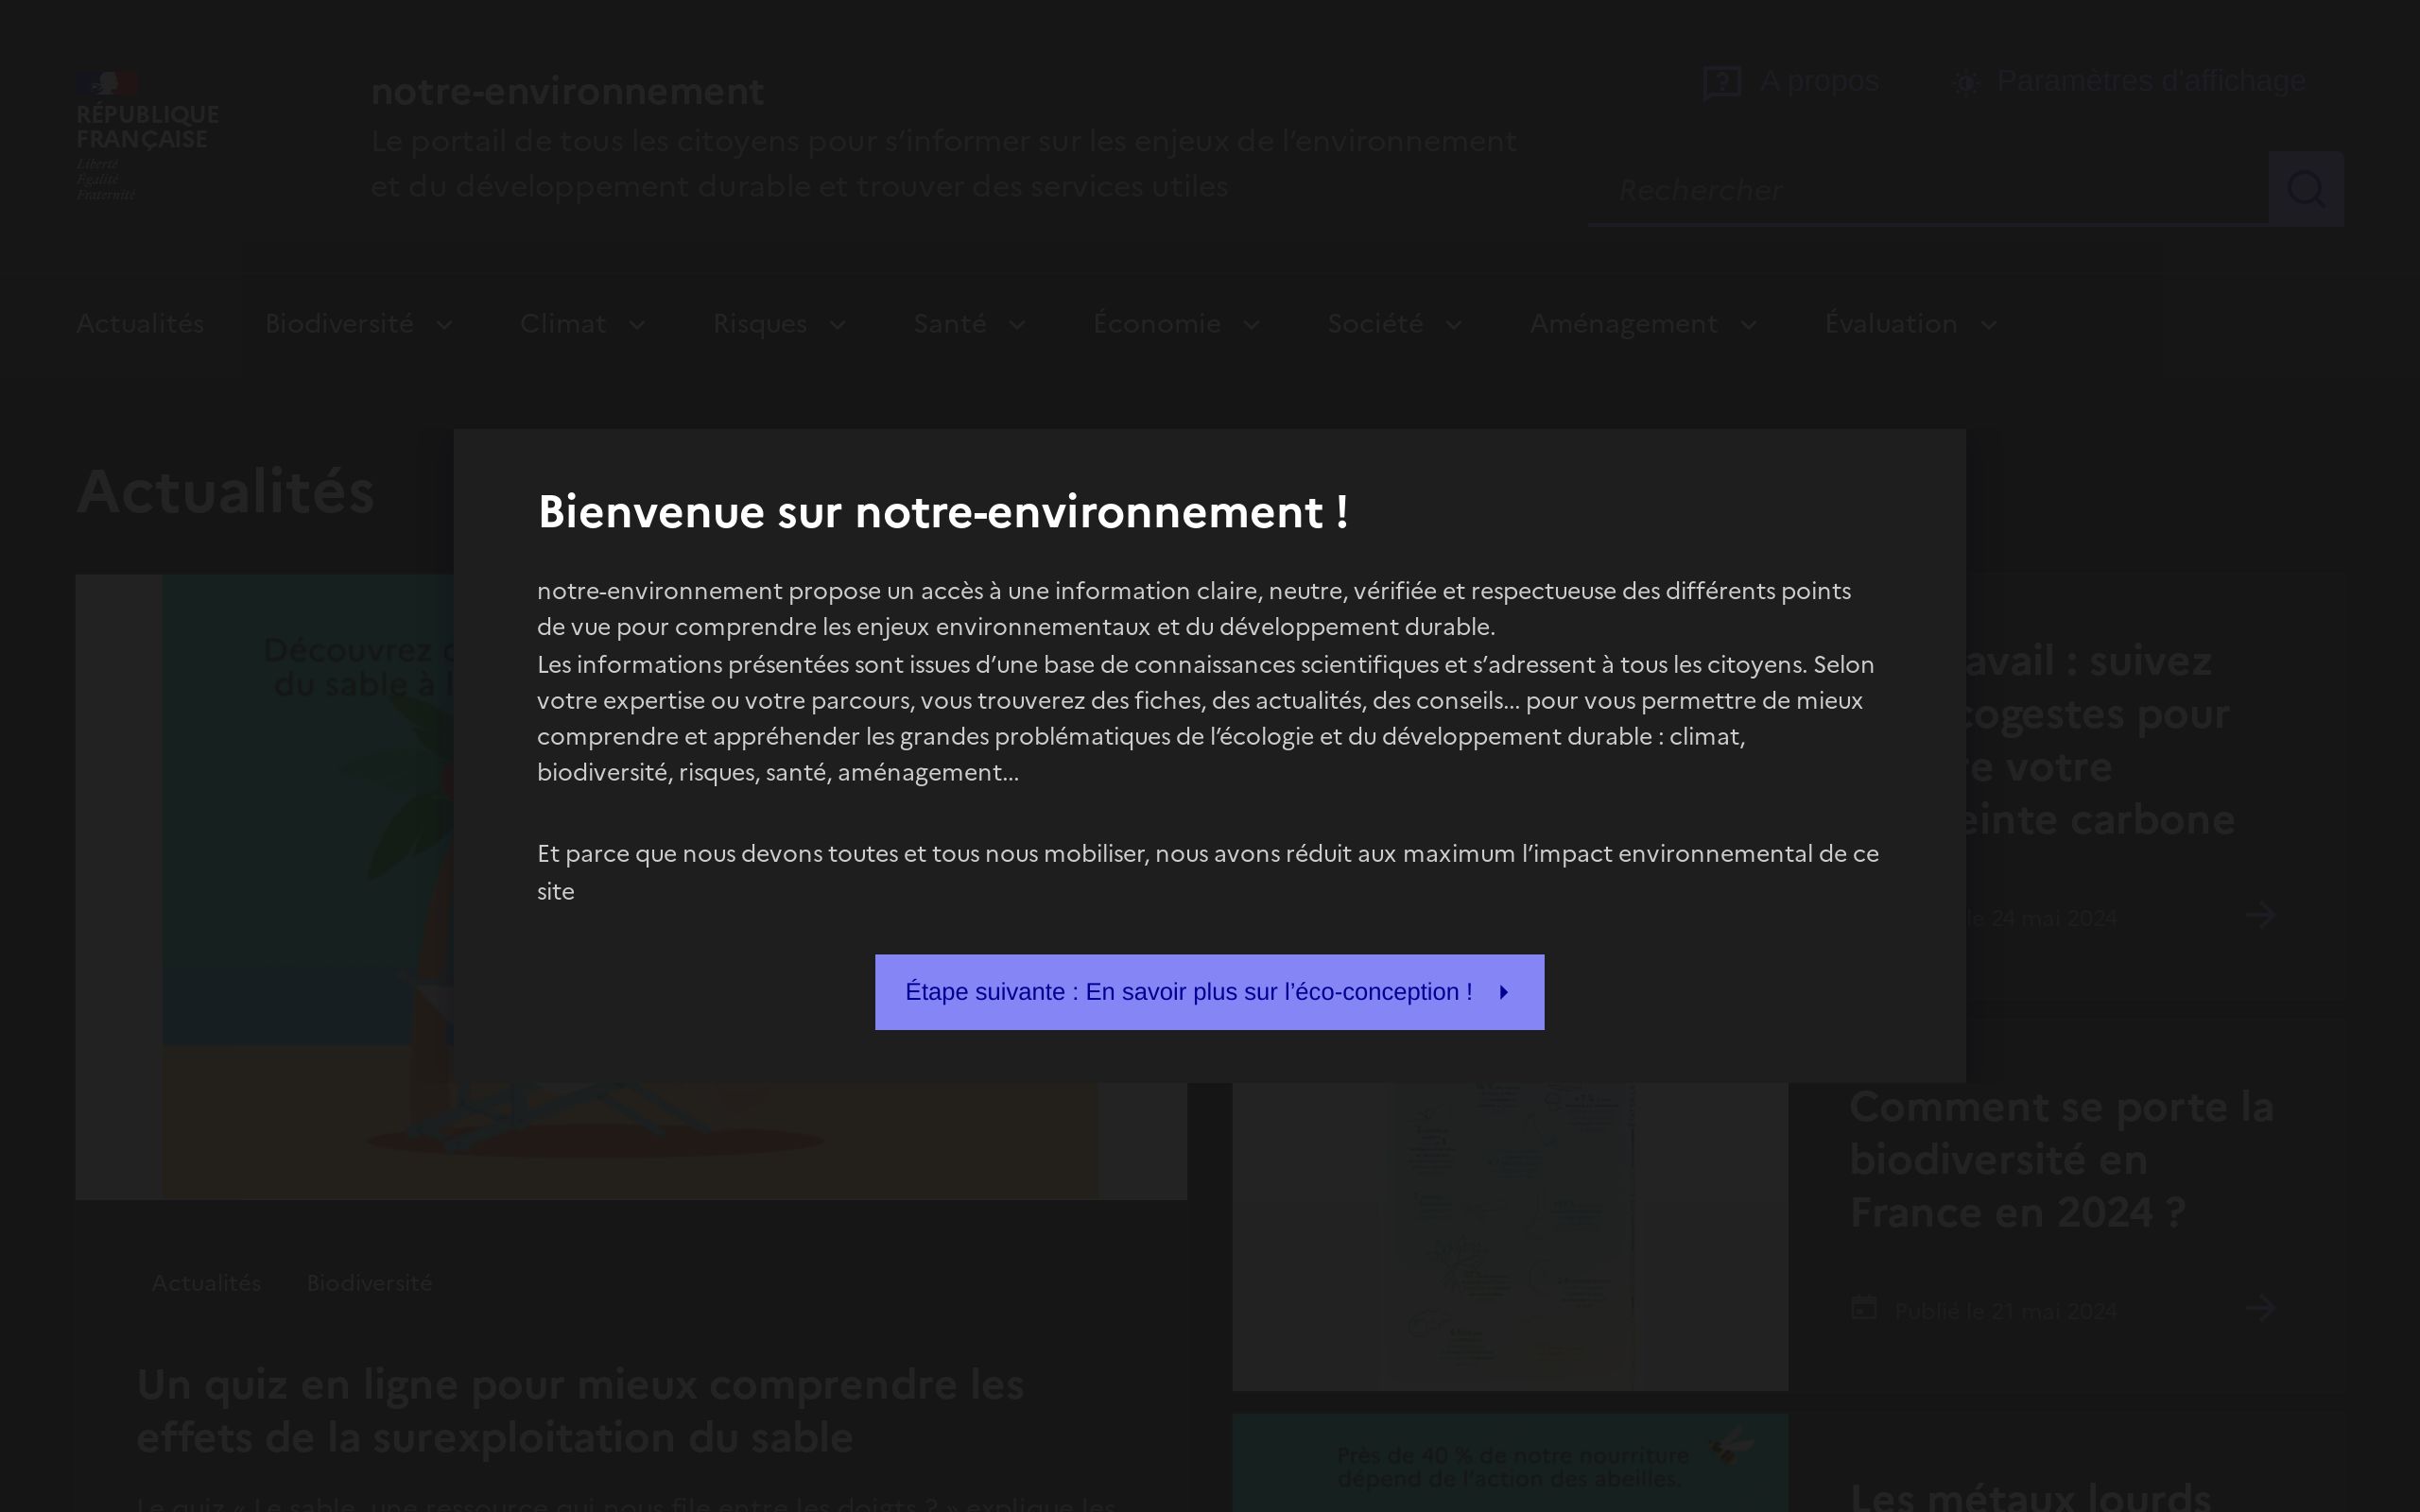 RÉPUBLIQUE
FRANÇAISE
Liberté
Égalité
Fraternité
notre-environnement
Le portail de tous les citoyens pour s’informer sur les enjeux de l’environnement
et du développement durable et trouver des services utiles
A propos
Paramètres d'affichage
Rechercher
Actualités Biodiversité Climat Risques Santé Économie Société Aménagement Évaluation
Actualités
Bienvenue sur notre-environnement !
notre-environnement propose un accès à une information claire, neutre, vérifiée et respectueuse des différents points
de vue pour comprendre les enjeux environnementaux et du développement durable.
Les informations présentées sont issues d’une base de connaissances scientifiques et s’adressent à tous les citoyens. Selon
votre expertise ou votre parcours, vous trouverez des fiches, des actualités, des conseils... pour vous permettre de mieux
comprendre et appréhender les grandes problématiques de l’écologie et du développement durable : climat,
biodiversité, risques, santé, aménagement...
Et parce que nous devons toutes et tous nous mobiliser, nous avons réduit aux maximum l’impact environnemental de ce
site
Étape suivante : En savoir plus sur l’éco-conception !
Découvrez
du sable à
Actualités Biodiversité
Un quiz en ligne pour mieux comprendre les
effets de la surexploitation du sable
Le quiz « Le sable, une ressource qui nous file entre les doigts ? » explique les
: suivez
pour
votre
carbone
le 24 mai 2024
Comment se porte la
biodiversité en
France en 2024 ?
Publié le 21 mai 2024
Près de 40 % de notre nourriture
dépend de l'action des abeilles.
Les métaux lourds